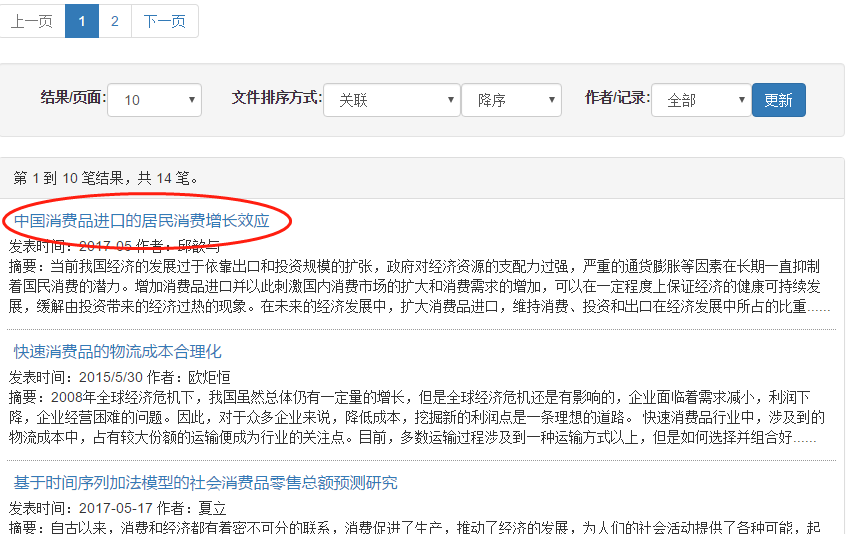 上一页 1 2 下一页
结果/页面: 10 文件排序方式: 关联 降序 作者/记录: 全部 更新
第 1 到 10 笔结果，共 14 笔。
中国消费品进口的居民消费增长效应
发表时间：2017-05 作者：邱歆与
摘要：当前我国经济的发展过于依靠出口和投资规模的扩张，政府对经济资源的支配力过强，严重的通货膨胀等因素在长期一直抑制
着国民消费的潜力。增加消费品进口并以此刺激国内消费市场的扩大和消费需求的增加，可以在一定程度上保证经济的健康可持续发
展，缓解由投资带来的经济过热的现象。在未来的经济发展中，扩大消费品进口，维持消费、投资和出口在经济发展中所占的比重......
快速消费品的物流成本合理化
发表时间：2015/5/30 作者：欧炬恒
摘要：2008年全球经济危机下，我国虽然总体仍有一定量的增长，但是全球经济危机还是有影响的，企业面临着需求减小，利润下
降，企业经营困难的问题。因此，对于众多企业来说，降低成本，挖掘新的利润点是一条理想的道路。 快速消费品行业中，涉及到的
物流成本中，占有较大份额的运输便成为行业的关注点。目前，多数运输过程涉及到一种运输方式以上，但是如何选择并组合好......
基于时间序列加法模型的社会消费品零售总额预测研究
发表时间：2017-05-17 作者：夏立
摘要：自古以来，消费和经济都有着密不可分的联系，消费促进了生产，推动了经济的发展，为人们的社会活动提供了各种可能，起